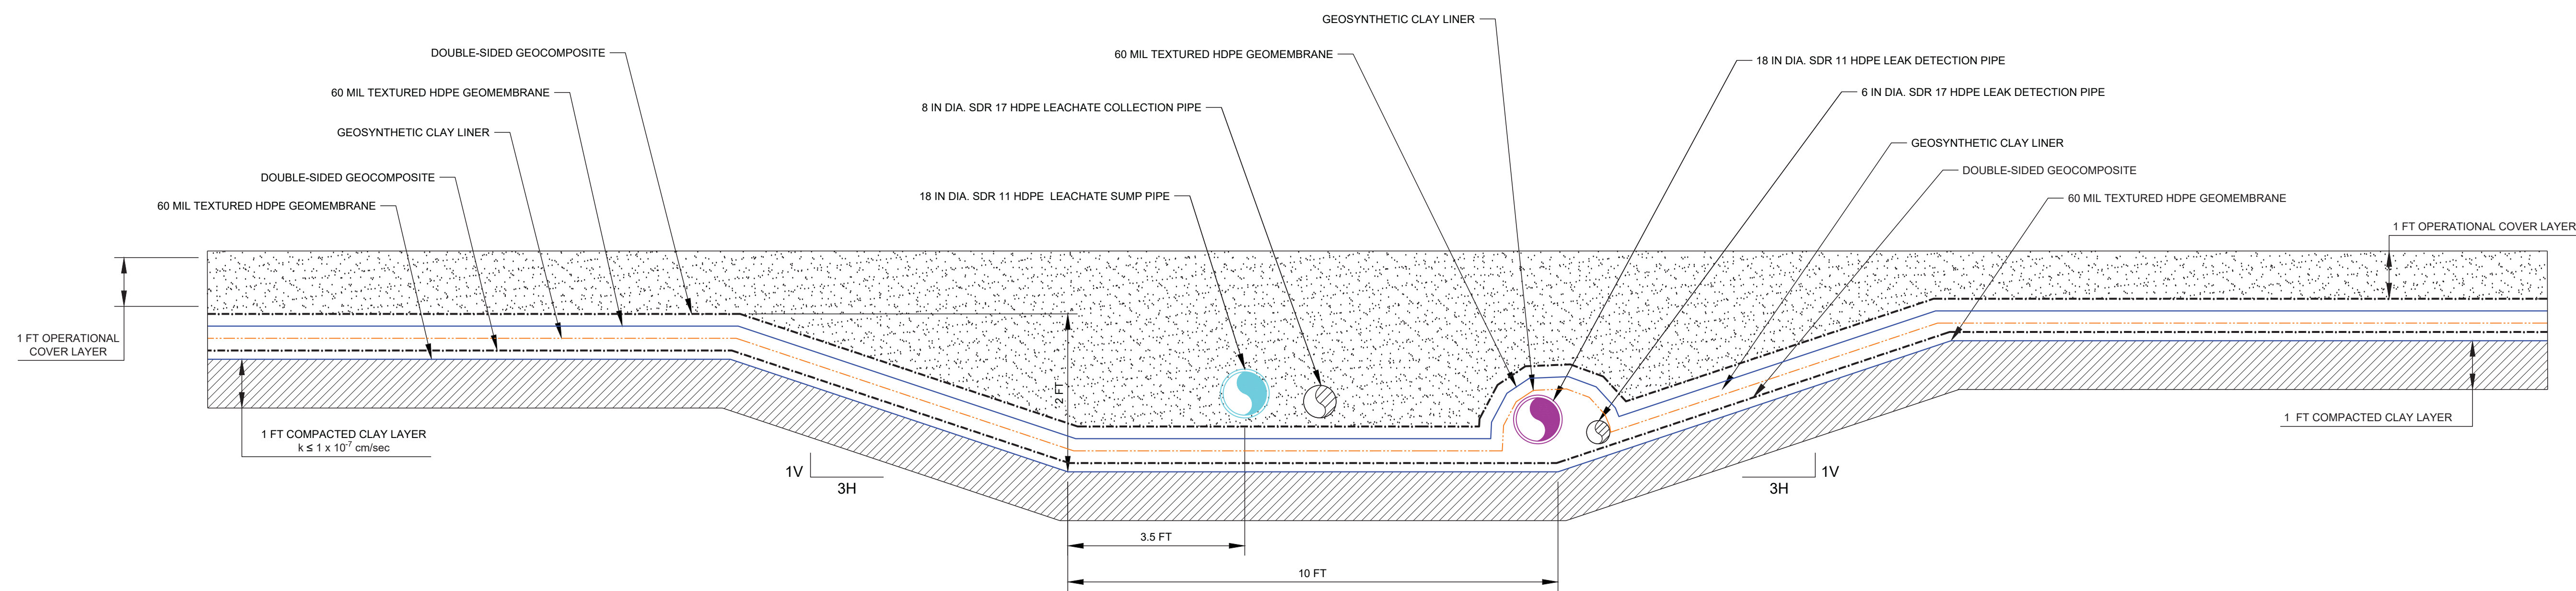 GEOSYNTHETIC CLAY LINER
DOUBLE-SIDED GEOCOMPOSITE
60 MIL TEXTURED HDPE GEOMEMBRANE
18 IN DIA. SDR 11 HDPE LEAK DETECTION PIPE
60 MIL TEXTURED HDPE GEOMEMBRANE
6 IN DIA. SDR 17 HDPE LEAK DETECTION PIPE
8 IN DIA. SDR 17 HDPE LEACHATE COLLECTION PIPE
GEOSYNTHETIC CLAY LINER
GEOSYNTHETIC CLAY LINER
DOUBLE-SIDED GEOCOMPOSITE
DOUBLE-SIDED GEOCOMPOSITE
18 IN DIA. SDR 11 HDPE LEACHATE SUMP PIPE
60 MIL TEXTURED HDPE GEOMEMBRANE
60 MIL TEXTURED HDPE GEOMEMBRANE
1 FT OPERATIONAL COVER LAYER
1 FT OPERATIONAL
COVER LAYER
2 FT
1 FT COMPACTED CLAY LAYER
k ≤ 1 x 10⁻⁷ cm/sec
1 FT COMPACTED CLAY LAYER
1V
3H
1V
3H
3.5 FT
10 FT